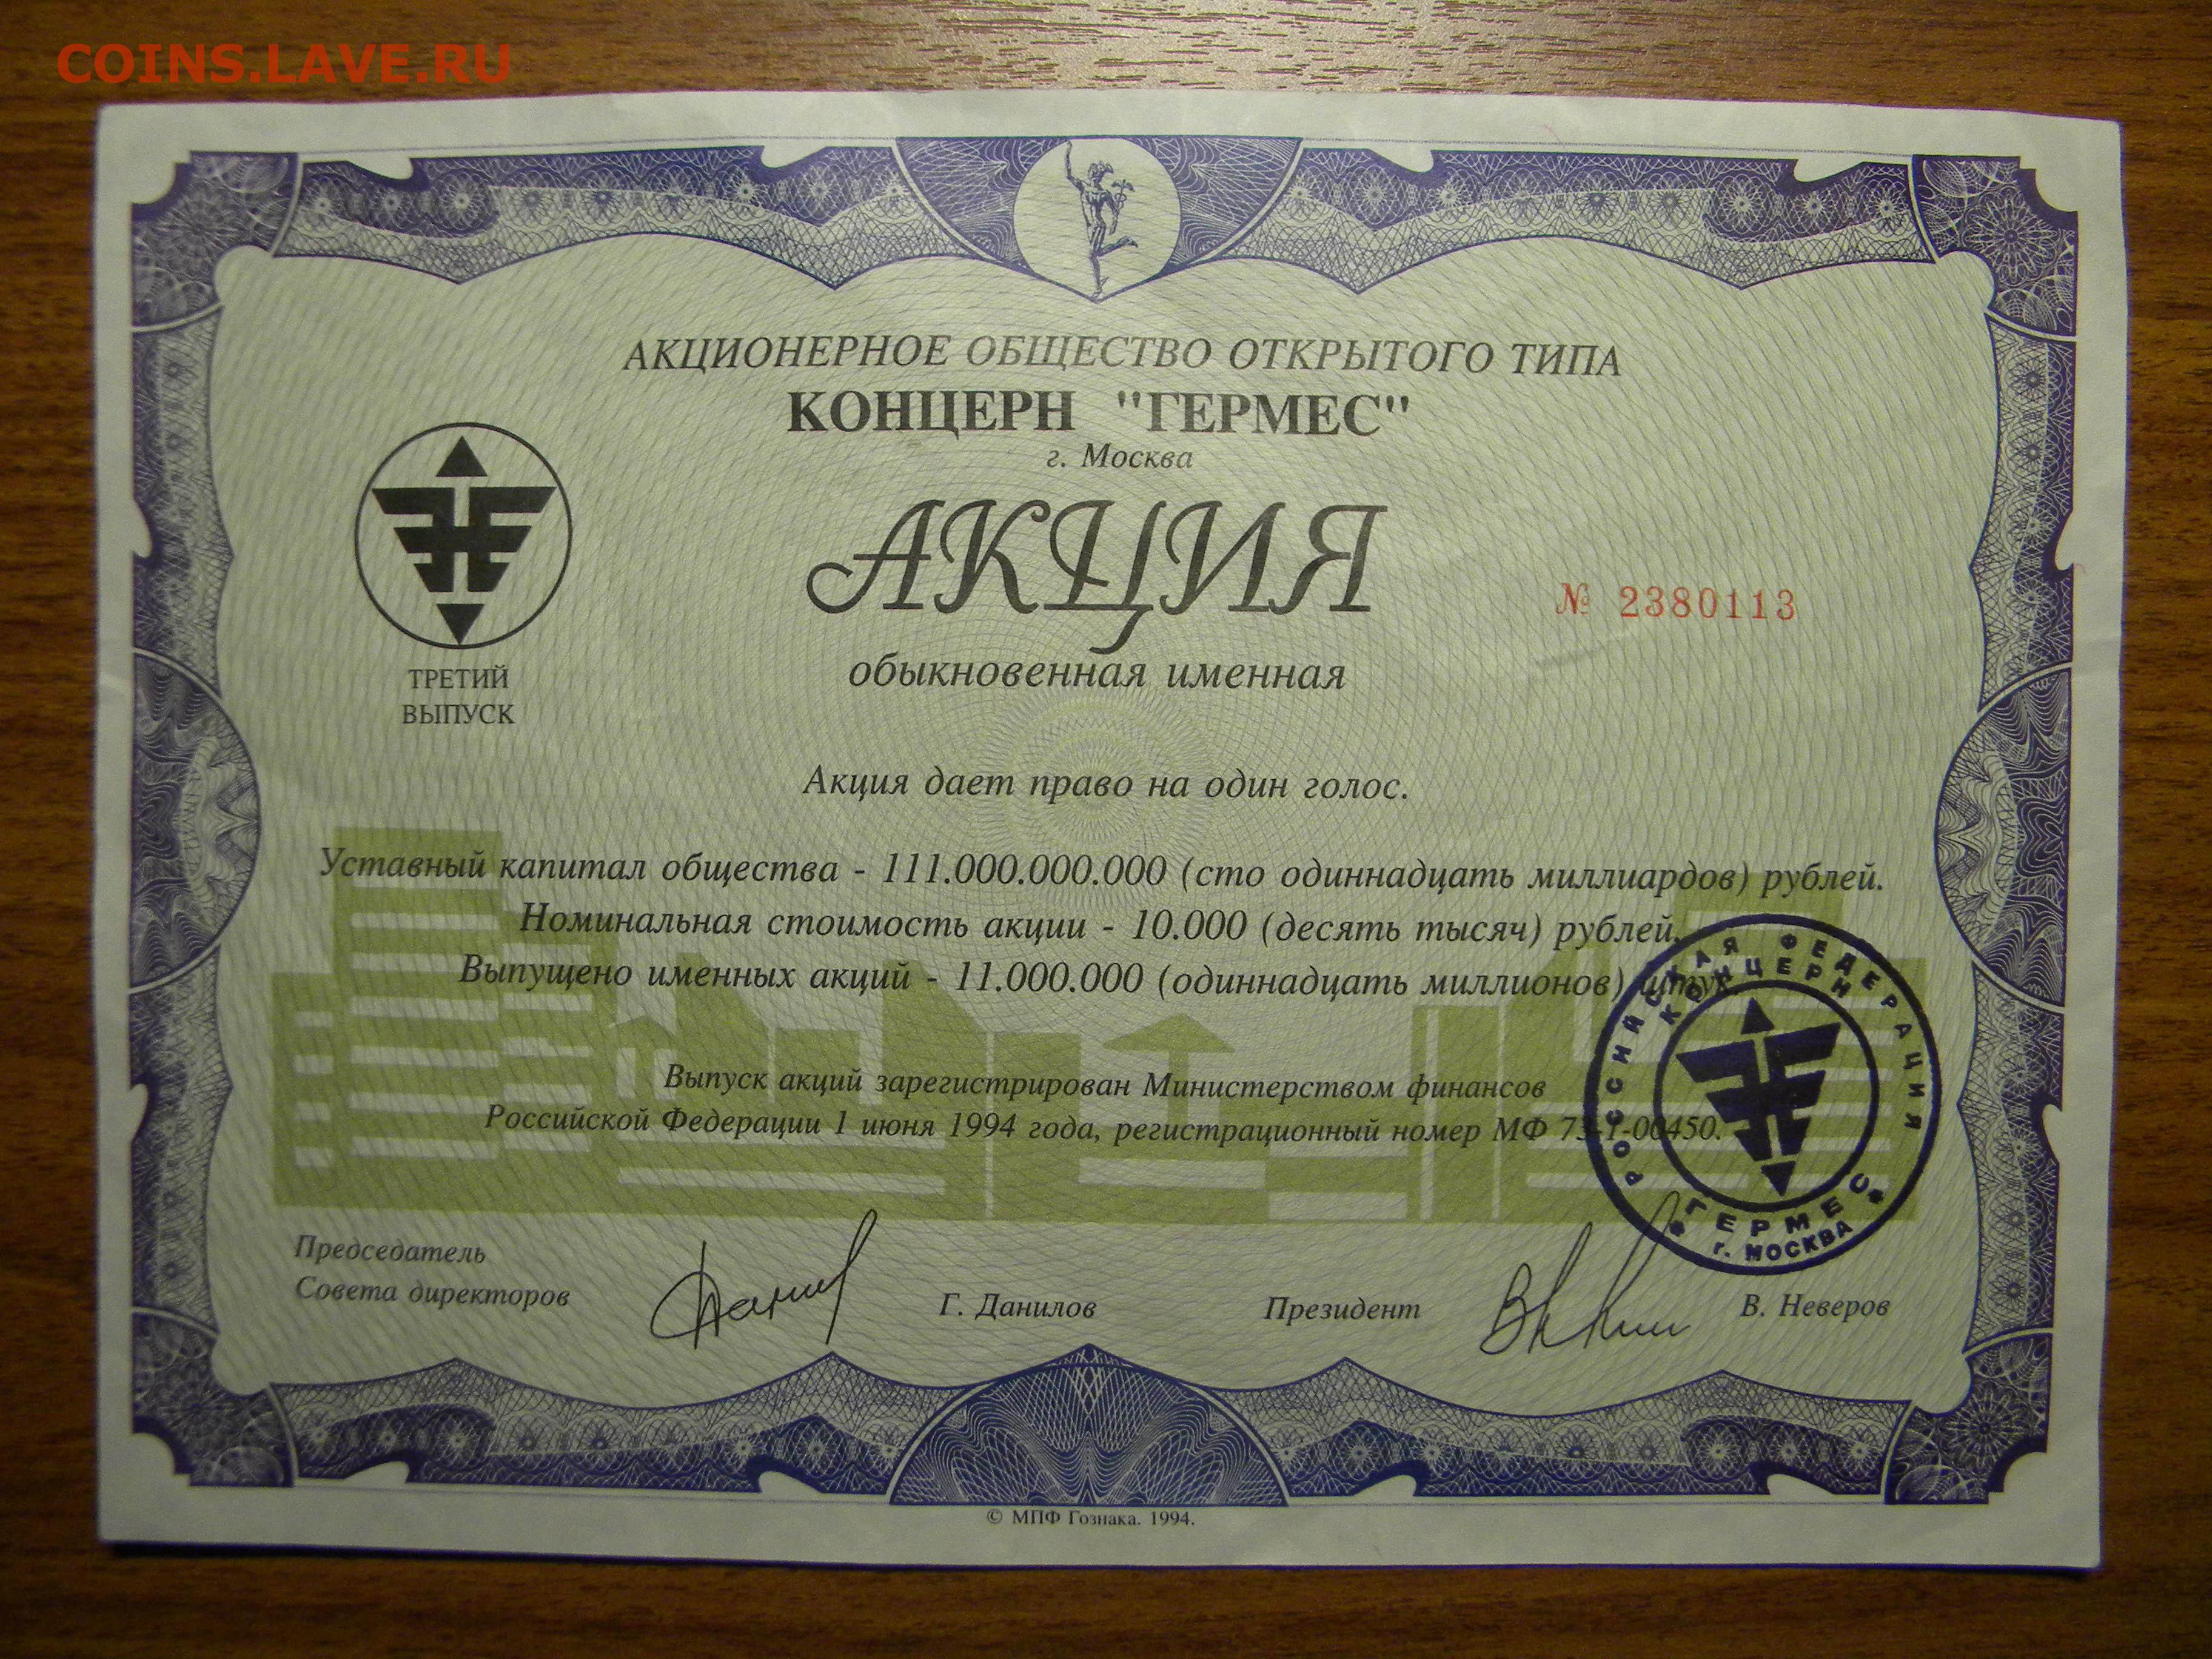 COINS.LAVE.RU
АКЦИОНЕРНОЕ ОБЩЕСТВО ОТКРЫТОГО ТИПА
КОНЦЕРН "ГЕРМЕС"
г. Москва
АКЦИЯ
№ 2380113
обыкновенная именная
ТРЕТИЙ
ВЫПУСК
Акция дает право на один голос.
Уставный капитал общества - 111.000.000.000 (сто одиннадцать миллиардов) рублей.
Номинальная стоимость акции - 10.000 (десять тысяч) рублей.
Выпущено именных акций - 11.000.000 (одиннадцать миллионов) штук.
Выпуск акций зарегистрирован Министерством финансов
Российской Федерации 1 июня 1994 года, регистрационный номер МФ 73-1-00450.
РОССИЙСКАЯ ФЕДЕРАЦИЯ
КОНЦЕРН
*ГЕРМЕС*
г. МОСКВА
Председатель
Совета директоров
Г. Данилов
Президент
В. Неверов
© МПФ Гознака. 1994.